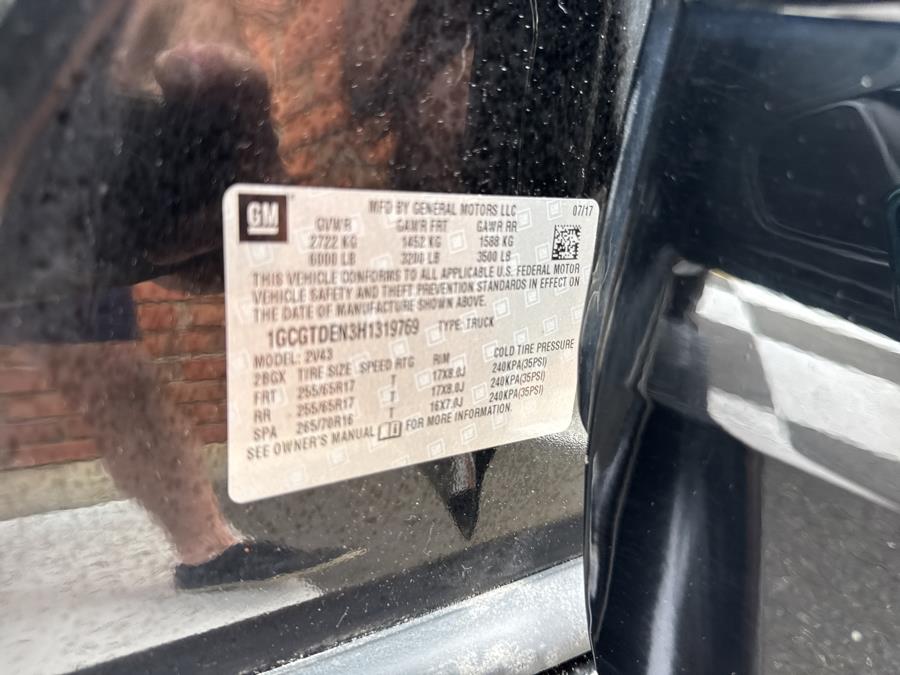 GM
MFD BY GENERAL MOTORS LLC 07/17
GVWR GAWR FRT GAWR RR
2722 KG 1452 KG 1588 KG
6000 LB 3200 LB 3500 LB
THIS VEHICLE CONFORMS TO ALL APPLICABLE U.S. FEDERAL MOTOR
VEHICLE SAFETY AND THEFT PREVENTION STANDARDS IN EFFECT ON
THE DATE OF MANUFACTURE SHOWN ABOVE.
1GCGTDEN3H1319769 TYPE: TRUCK
MODEL: 2V43
2BGX TIRE SIZE SPEED RTG RIM COLD TIRE PRESSURE
FRT 255/65R17 T 17X8.0J 240KPA(35PSI)
RR 255/65R17 T 17X8.0J 240KPA(35PSI)
SPA 265/70R16 T 16X7.0J 240KPA(35PSI)
SEE OWNER'S MANUAL FOR MORE INFORMATION.